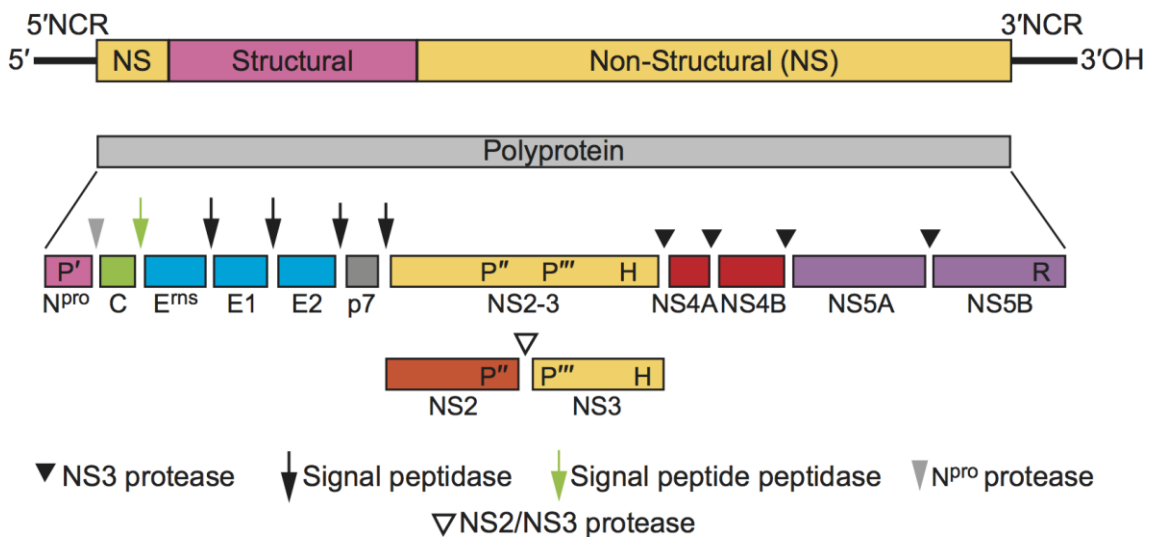 5′NCR 3′NCR
5′ NS Structural Non-Structural (NS) 3′OH
Polyprotein
P′ P″ P‴ H R
Npro C Erns E1 E2 p7 NS2-3 NS4A NS4B NS5A NS5B
P″ P‴ H
NS2 NS3
NS3 protease Signal peptidase Signal peptide peptidase Npro protease
NS2/NS3 protease